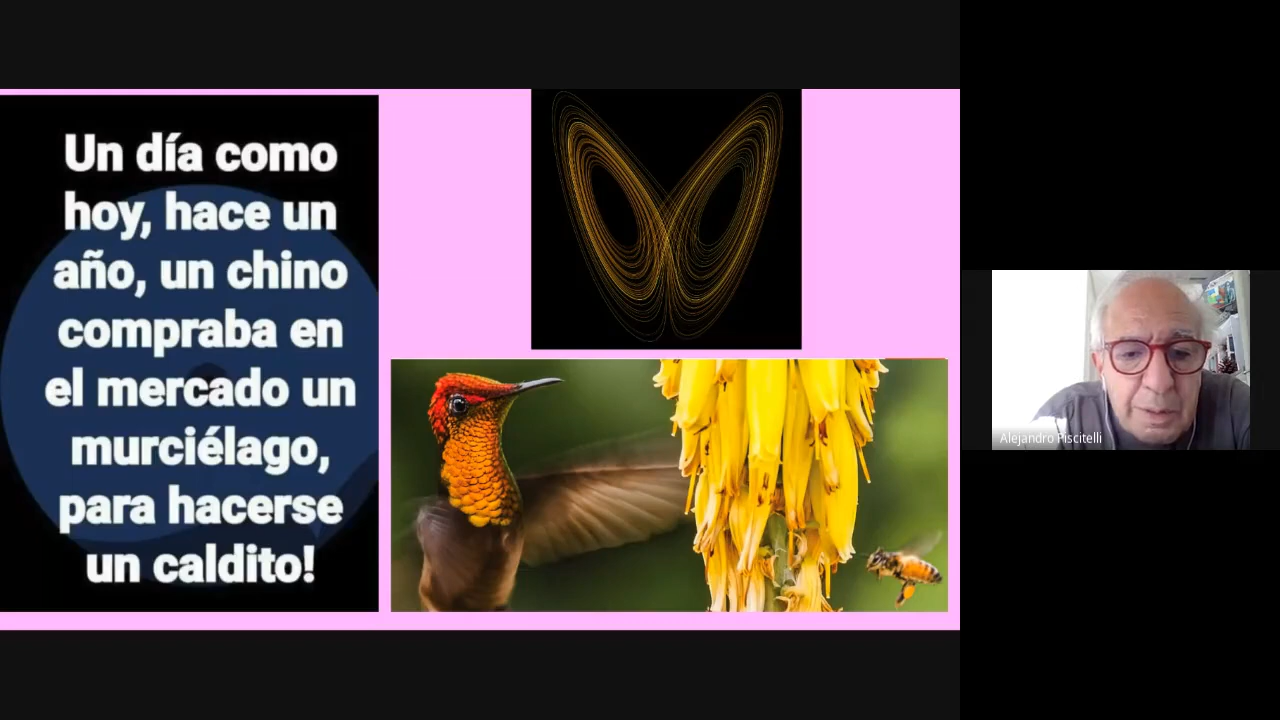 Un día como
hoy, hace un
año, un chino
compraba en
el mercado un
murciélago,
para hacerse
un caldito!
Alejandro Piscitelli